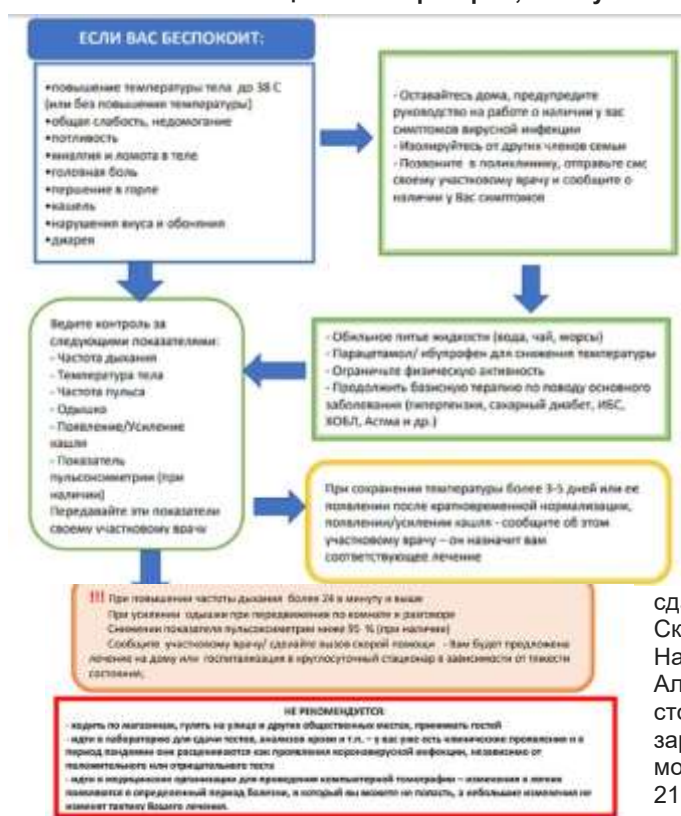 ЕСЛИ ВАС БЕСПОКОИТ:
•повышение температуры тела до 38 С
(или без повышения температуры)
•общая слабость, недомогание
•потливость
•миалгия и ломота в теле
•головная боль
•першение в горле
•кашель
•нарушения вкуса и обоняния
•диарея
- Оставайтесь дома, предупредите
руководство на работе о наличии у вас
симптомов вирусной инфекции
- Изолируйтесь от других членов семьи
- Позвоните в поликлинику, отправьте смс
своему участковому врачу и сообщите о
наличии у Вас симптомов
- Обильное питье жидкости (вода, чай, морсы)
- Парацетамол/ ибупрофен для снижения температуры
- Ограничьте физическую активность
- Продолжить базисную терапию по поводу основного
заболевания (гипертензия, сахарный диабет, ИБС,
ХОБЛ, Астма и др.)
Ведите контроль за
следующими показателями:
- Частота дыхания
- Температура тела
- Частота пульса
- Одышка
- Появление/Усиление
кашля
- Показатель
пульсоксиметрии (при
наличии)
Передавайте эти показатели
своему участковому врачу
При сохранении температуры более 3-5 дней или ее
появлении после кратковременной нормализации,
появлении/усилении кашля - сообщите об этом
участковому врачу – он назначит вам
соответствующее лечение
!!! При повышении частоты дыхания более 24 в минуту и выше
При усилении одышки при передвижении по комнате и разговоре
Снижении показателя пульсоксиметрии ниже 95 % (при наличии)
Сообщите участковому врачу/ сделайте вызов скорой помощи - Вам будет предложено
лечение на дому или госпитализация в круглосуточный стационар в зависимости от тяжести
состояния;
НЕ РЕКОМЕНДУЕТСЯ:
- ходить по магазинам, гулять на улице и других общественных местах, принимать гостей
- идти в лабораторию для сдачи тестов, анализов крови и т.п. – у вас уже есть клинические проявления и в
период пандемии они расцениваются как проявления коронавирусной инфекции, независимо от
положительного или отрицательного теста
- идти в медицинские организации для проведения компьютерной томографии – изменения в легких
появляются в определенный период болезни, в который вы можете не попасть, а небольшие изменения не
изменят тактику Вашего лечения.
Ск
На
Ал
сто
зар
мо
21